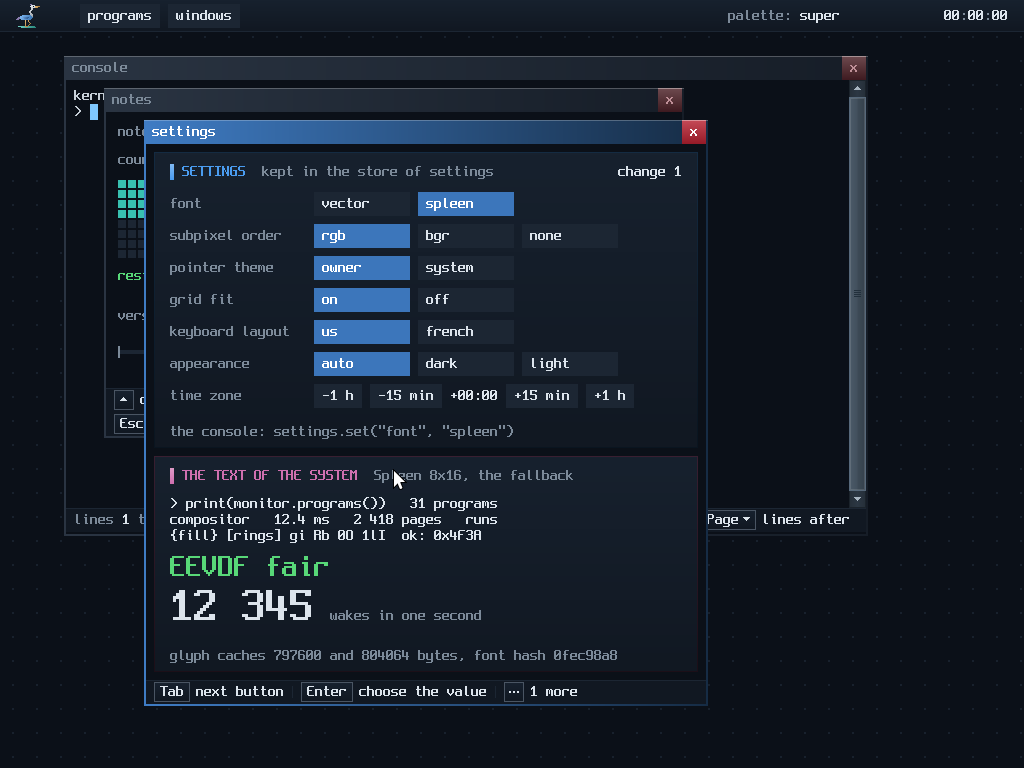 programs windows palette: super 00:00:00
console x
kern
>
notes x
settings x
SETTINGS kept in the store of settings change 1
font vector spleen
subpixel order rgb bgr none
pointer theme owner system
grid fit on off
keyboard layout us french
appearance auto dark light
time zone -1 h -15 min +00:00 +15 min +1 h
the console: settings.set("font", "spleen")
THE TEXT OF THE SYSTEM Spleen 8x16, the fallback
> print(monitor.programs()) 31 programs
compositor 12.4 ms 2 418 pages runs
{fill} [rings] gi Rb 0O 1lI ok: 0x4F3A
EEVDF fair
12 345 wakes in one second
glyph caches 797600 and 804064 bytes, font hash 0fec98a8
Tab next button Enter choose the value ... 1 more
Esc
lines 1 Page lines after